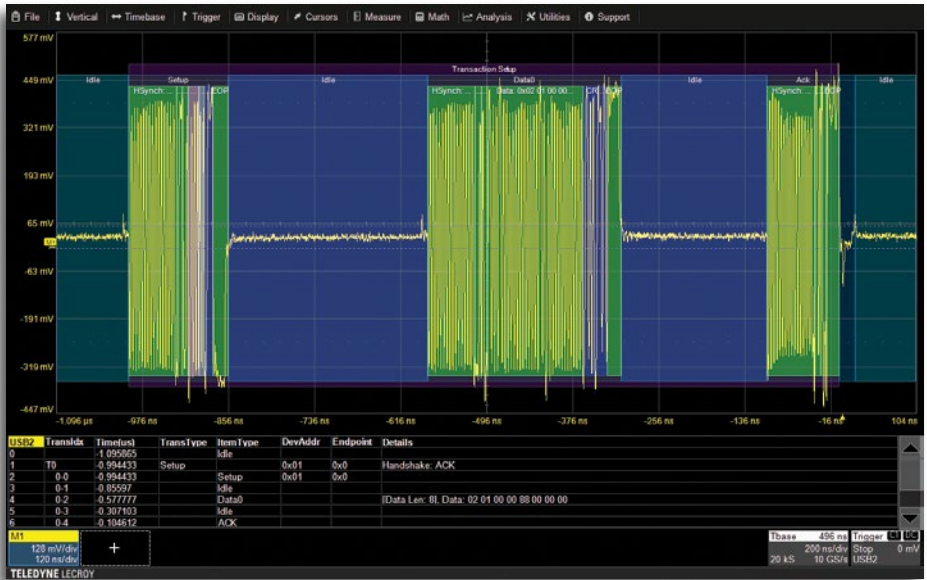 File Vertical Timebase Trigger Display Cursors Measure Math Analysis Utilities Support
577 mV
Transaction Setup
449 mV Idle Setup Idle Data0 Idle Ack Idle
HSynch: ... EOP HSynch: ... Data: 0x02 01 00 00... HSynch: ...
321 mV
193 mV
65 mV
-63 mV
-191 mV
-319 mV
-447 mV
-1.096 µs -976 ns -856 ns -736 ns -616 ns -496 ns -376 ns -256 ns -136 ns -16 ns 104 ns
USB2 TransIdx Time(us) TransType ItemType DevAddr Endpoint Details
0 -1.095865 Idle
1 T0 -0.994433 Setup 0x01 0x0 Handshake: ACK
2 0-0 -0.994433 Setup 0x01 0x0
3 0-1 -0.85597 Idle
4 0-2 -0.577777 Data0 [Data Len: 8], Data: 02 01 00 00 88 00 00 00
5 0-3 -0.307103 Idle
6 0-4 -0.104612 ACK
M1
128 mV/div
120 ns/div
+
Tbase 496 ns Trigger C1 DC
200 ns/div Stop 0 mV
20 kS 10 GS/s USB2
TELEDYNE LECROY